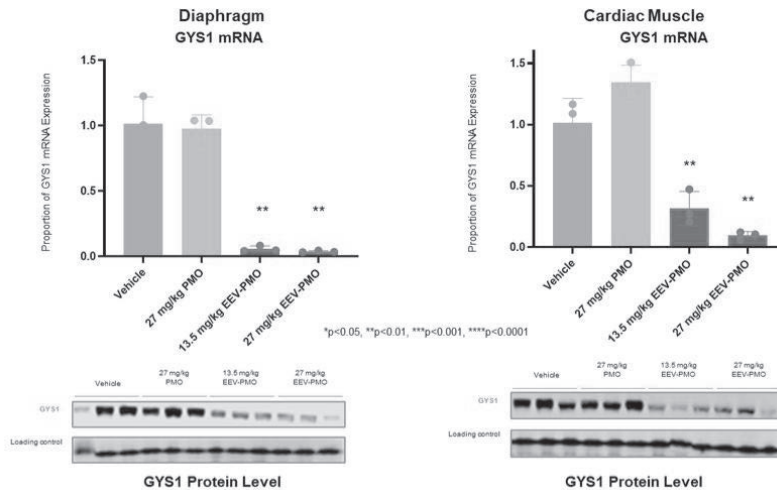 Diaphragm
GYS1 mRNA
Proportion of GYS1 mRNA Expression
1.5
1.0
0.5
0.0
**
**
Vehicle
27 mg/kg PMO
13.5 mg/kg EEV-PMO
27 mg/kg EEV-PMO
Cardiac Muscle
GYS1 mRNA
Proportion of GYS1 mRNA Expression
1.5
1.0
0.5
0.0
**
**
Vehicle
27 mg/kg PMO
13.5 mg/kg EEV-PMO
27 mg/kg EEV-PMO
*p<0.05, **p<0.01, ***p<0.001, ****p<0.0001
Vehicle
27 mg/kg
PMO
13.5 mg/kg
EEV-PMO
27 mg/kg
EEV-PMO
GYS1
Loading control
GYS1 Protein Level
Vehicle
27 mg/kg
PMO
13.5 mg/kg
EEV-PMO
27 mg/kg
EEV-PMO
GYS1
Loading control
GYS1 Protein Level